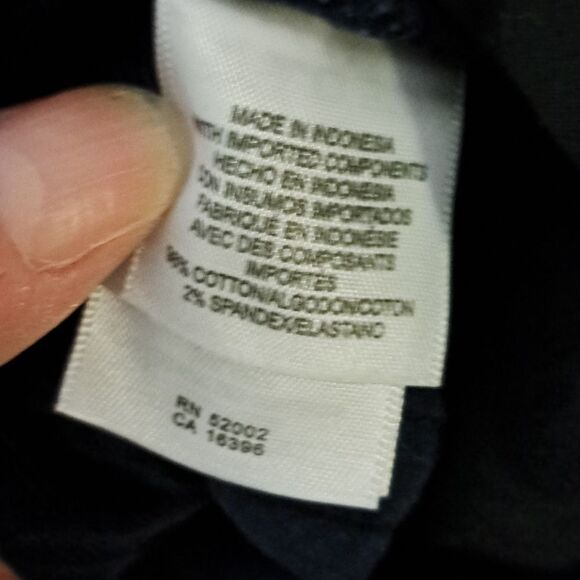 MADE IN INDONESIA
WITH IMPORTED COMPONENTS
HECHO EN INDONESIA
CON INSUMOS IMPORTADOS
FABRIQUE EN INDONÉSIE
AVEC DES COMPOSANTS
IMPORTES
98% COTTON/ALGODON/COTON
2% SPANDEX/ELASTANO
RN 52002
CA 16396